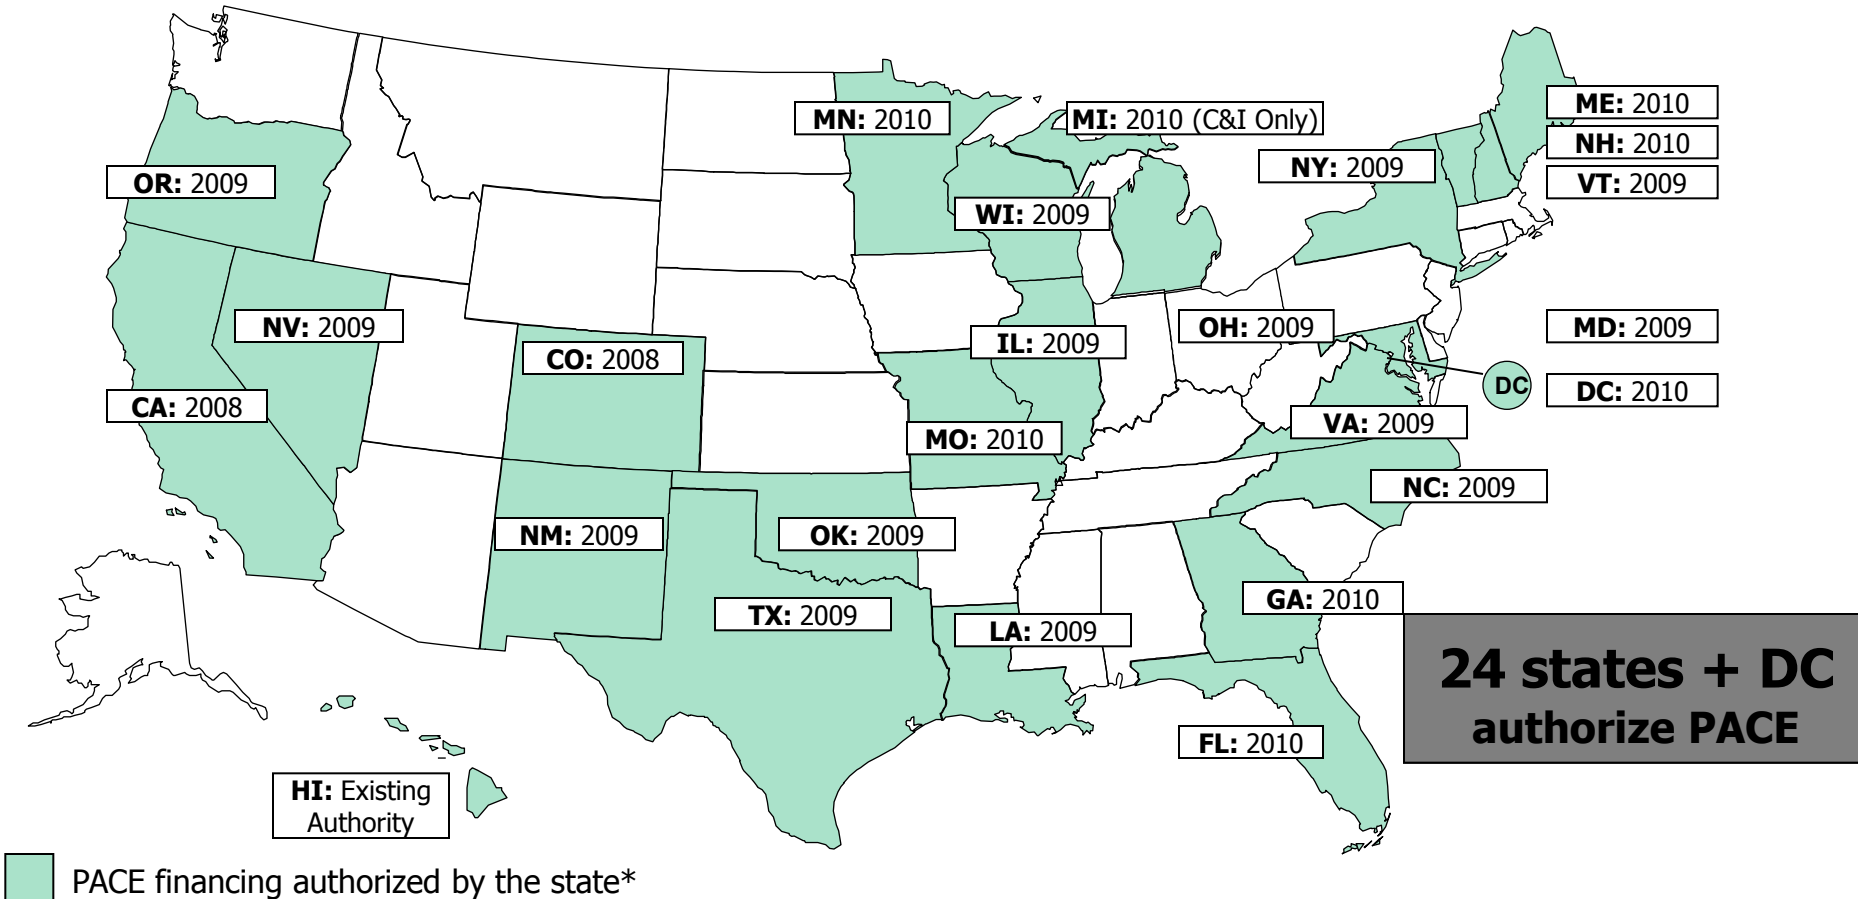 MN: 2010
MI: 2010 (C&I Only)
ME: 2010
NH: 2010
NY: 2009
VT: 2009
OR: 2009
WI: 2009
NV: 2009
OH: 2009
MD: 2009
IL: 2009
CO: 2008
DC
DC: 2010
CA: 2008
VA: 2009
MO: 2010
NC: 2009
NM: 2009
OK: 2009
GA: 2010
TX: 2009
LA: 2009
24 states + DC
authorize PACE
FL: 2010
HI: Existing
Authority
PACE financing authorized by the state*